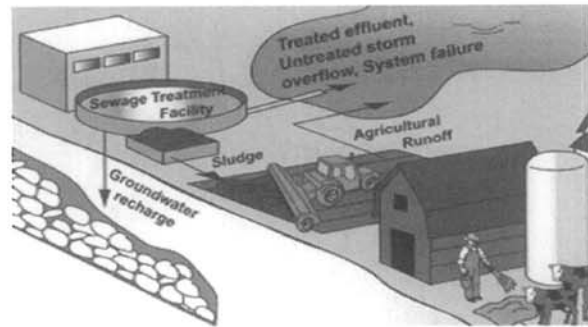 Treated effluent,
Untreated storm
overflow, System failure
Sewage Treatment
Facility
Agricultural
Runoff
Sludge
Groundwater
recharge